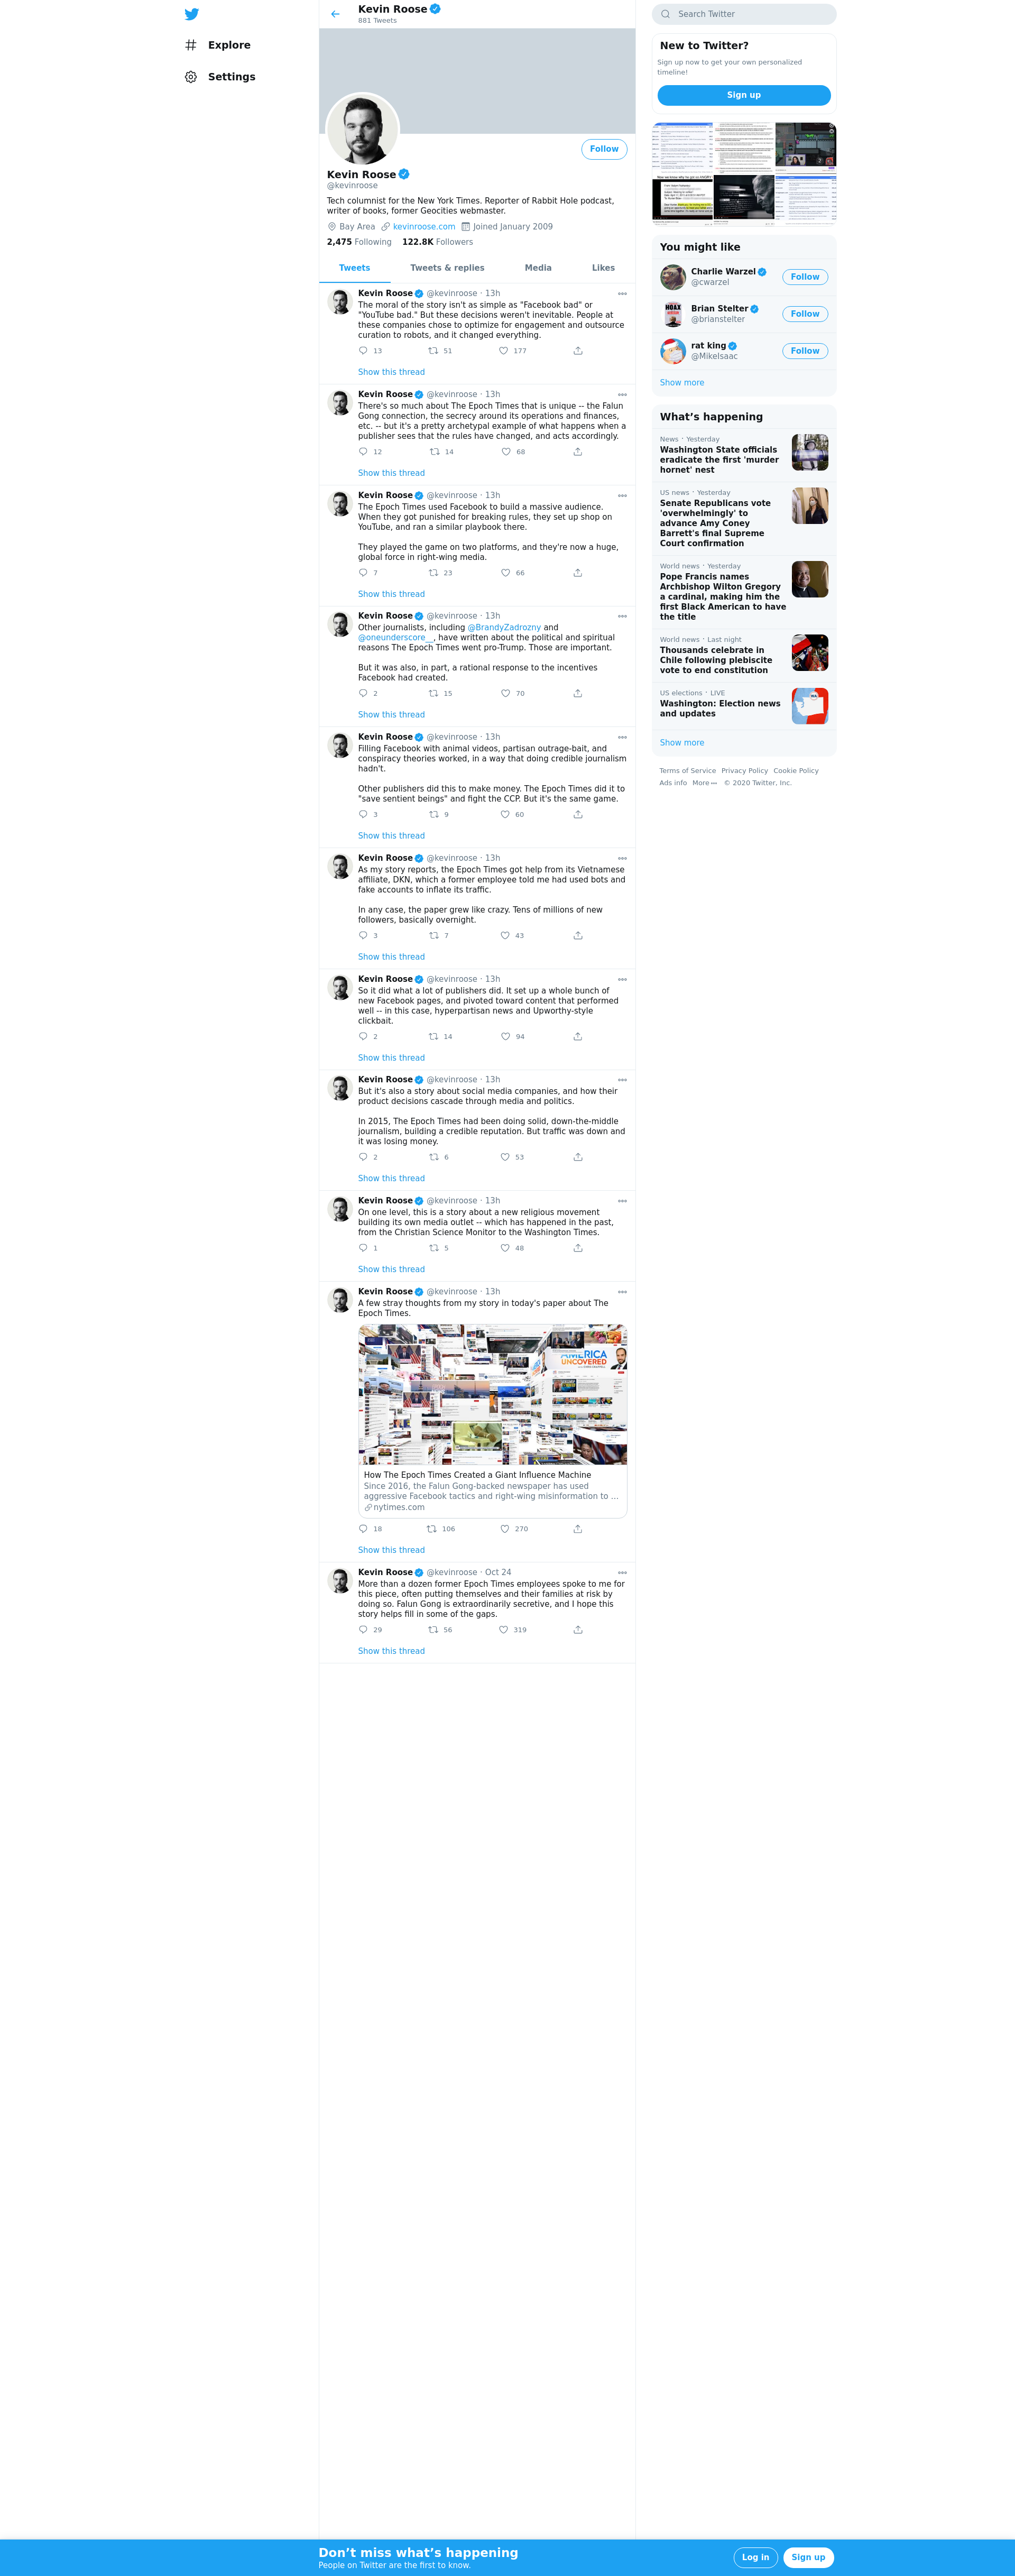 Explore
Settings
Kevin Roose
881 Tweets
Follow
Kevin Roose
@kevinroose
Tech columnist for the New York Times. Reporter of Rabbit Hole podcast,
writer of books, former Geocities webmaster.
Bay Area kevinroose.com Joined January 2009
2,475 Following 122.8K Followers
Tweets Tweets & replies Media Likes
Kevin Roose @kevinroose · 13h
The moral of the story isn't as simple as "Facebook bad" or
"YouTube bad." But these decisions weren't inevitable. People at
these companies chose to optimize for engagement and outsource
curation to robots, and it changed everything.
13 51 177
Show this thread
Kevin Roose @kevinroose · 13h
There's so much about The Epoch Times that is unique -- the Falun
Gong connection, the secrecy around its operations and finances,
etc. -- but it's a pretty archetypal example of what happens when a
publisher sees that the rules have changed, and acts accordingly.
12 14 68
Show this thread
Kevin Roose @kevinroose · 13h
The Epoch Times used Facebook to build a massive audience.
When they got punished for breaking rules, they set up shop on
YouTube, and ran a similar playbook there.
They played the game on two platforms, and they're now a huge,
global force in right-wing media.
7 23 66
Show this thread
Kevin Roose @kevinroose · 13h
Other journalists, including @BrandyZadrozny and
@oneunderscore__, have written about the political and spiritual
reasons The Epoch Times went pro-Trump. Those are important.
But it was also, in part, a rational response to the incentives
Facebook had created.
2 15 70
Show this thread
Kevin Roose @kevinroose · 13h
Filling Facebook with animal videos, partisan outrage-bait, and
conspiracy theories worked, in a way that doing credible journalism
hadn't.
Other publishers did this to make money. The Epoch Times did it to
"save sentient beings" and fight the CCP. But it's the same game.
3 9 60
Show this thread
Kevin Roose @kevinroose · 13h
As my story reports, the Epoch Times got help from its Vietnamese
affiliate, DKN, which a former employee told me had used bots and
fake accounts to inflate its traffic.
In any case, the paper grew like crazy. Tens of millions of new
followers, basically overnight.
3 7 43
Show this thread
Kevin Roose @kevinroose · 13h
So it did what a lot of publishers did. It set up a whole bunch of
new Facebook pages, and pivoted toward content that performed
well -- in this case, hyperpartisan news and Upworthy-style
clickbait.
2 14 94
Show this thread
Kevin Roose @kevinroose · 13h
But it's also a story about social media companies, and how their
product decisions cascade through media and politics.
In 2015, The Epoch Times had been doing solid, down-the-middle
journalism, building a credible reputation. But traffic was down and
it was losing money.
2 6 53
Show this thread
Kevin Roose @kevinroose · 13h
On one level, this is a story about a new religious movement
building its own media outlet -- which has happened in the past,
from the Christian Science Monitor to the Washington Times.
1 5 48
Show this thread
Kevin Roose @kevinroose · 13h
A few stray thoughts from my story in today's paper about The
Epoch Times.
AMERICA
UNCOVERED
How The Epoch Times Created a Giant Influence Machine
Since 2016, the Falun Gong-backed newspaper has used
aggressive Facebook tactics and right-wing misinformation to ...
nytimes.com
18 106 270
Show this thread
Kevin Roose @kevinroose · Oct 24
More than a dozen former Epoch Times employees spoke to me for
this piece, often putting themselves and their families at risk by
doing so. Falun Gong is extraordinarily secretive, and I hope this
story helps fill in some of the gaps.
29 56 319
Show this thread
Search Twitter
New to Twitter?
Sign up now to get your own personalized
timeline!
Sign up
You might like
Charlie Warzel
@cwarzel
Follow
HOAX
Brian Stelter
@brianstelter
Follow
rat king
@MikeIsaac
Follow
Show more
What’s happening
News · Yesterday
Washington State officials
eradicate the first 'murder
hornet' nest
US news · Yesterday
Senate Republicans vote
'overwhelmingly' to
advance Amy Coney
Barrett's final Supreme
Court confirmation
World news · Yesterday
Pope Francis names
Archbishop Wilton Gregory
a cardinal, making him the
first Black American to have
the title
World news · Last night
Thousands celebrate in
Chile following plebiscite
vote to end constitution
US elections · LIVE
Washington: Election news
and updates
Show more
Terms of Service Privacy Policy Cookie Policy
Ads info More © 2020 Twitter, Inc.
Don’t miss what’s happening
People on Twitter are the first to know.
Log in
Sign up